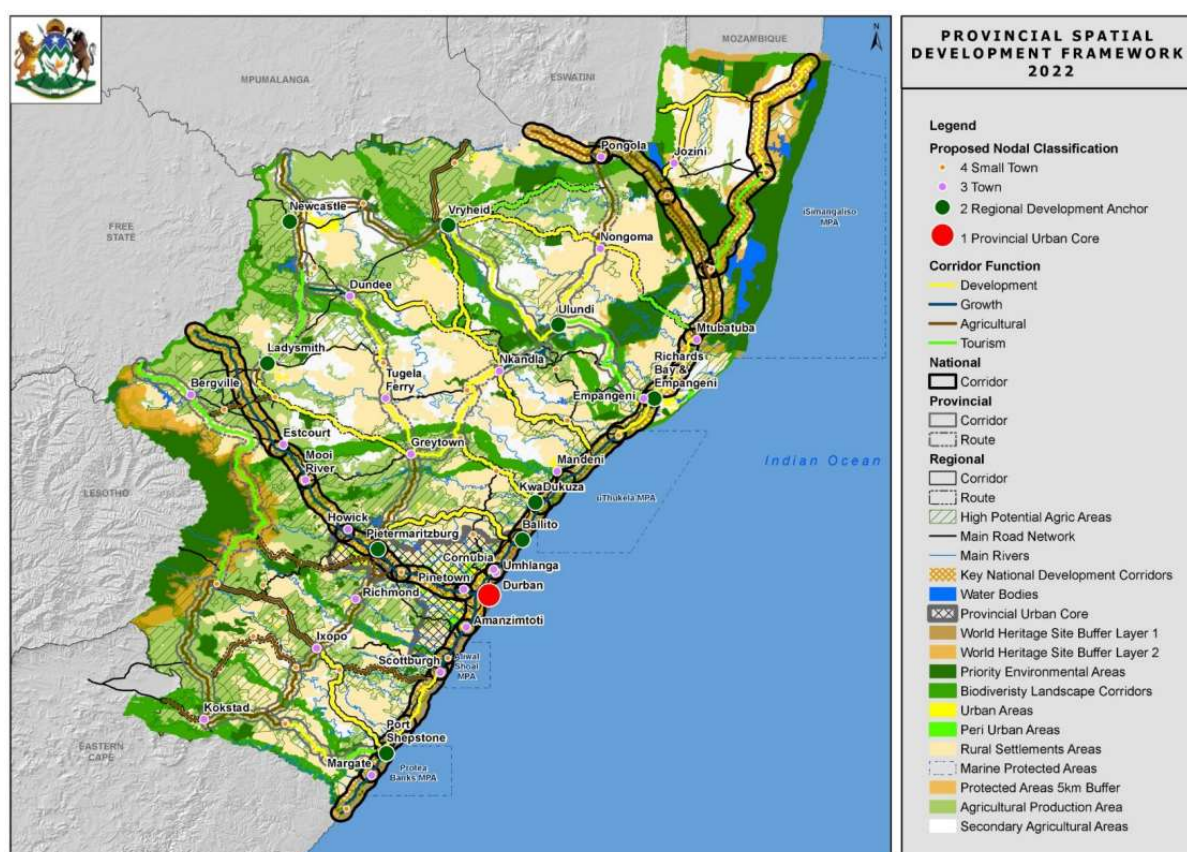 PROVINCIAL SPATIAL
DEVELOPMENT FRAMEWORK
2022
Legend
Proposed Nodal Classification
4 Small Town
3 Town
2 Regional Development Anchor
1 Provincial Urban Core
Corridor Function
Development
Growth
Agricultural
Tourism
National
Corridor
Provincial
Corridor
Route
Regional
Corridor
Route
High Potential Agric Areas
Main Road Network
Main Rivers
Key National Development Corridors
Water Bodies
Provincial Urban Core
World Heritage Site Buffer Layer 1
World Heritage Site Buffer Layer 2
Priority Environmental Areas
Biodiveristy Landscape Corridors
Urban Areas
Peri Urban Areas
Rural Settlements Areas
Marine Protected Areas
Protected Areas 5km Buffer
Agricultural Production Area
Secondary Agricultural Areas
N
MOZAMBIQUE
MPUMALANGA
ESWATINI
Pongola
Jozini
Newcastle
Vryheid
iSimangaliso
MPA
FREE
STATE
Nongoma
Dundee
Ulundi
Mtubatuba
Ladysmith
Nkandla
Richards
Bay &
Empangeni
Bergville
Tugela
Ferry
Empangeni
Estcourt
Greytown
Mooi
River
Mandeni
Indian Ocean
LESOTHO
KwaDukuza
uThukela MPA
Howick
Ballito
Pietermaritzburg
Cornubia
Umhlanga
Pinetown
Durban
Richmond
Amanzimtoti
Ixopo
Scottburgh
Aliwal
Shoal
MPA
Kokstad
Port
Shepstone
EASTERN
CAPE
Margate
Protea
Banks MPA